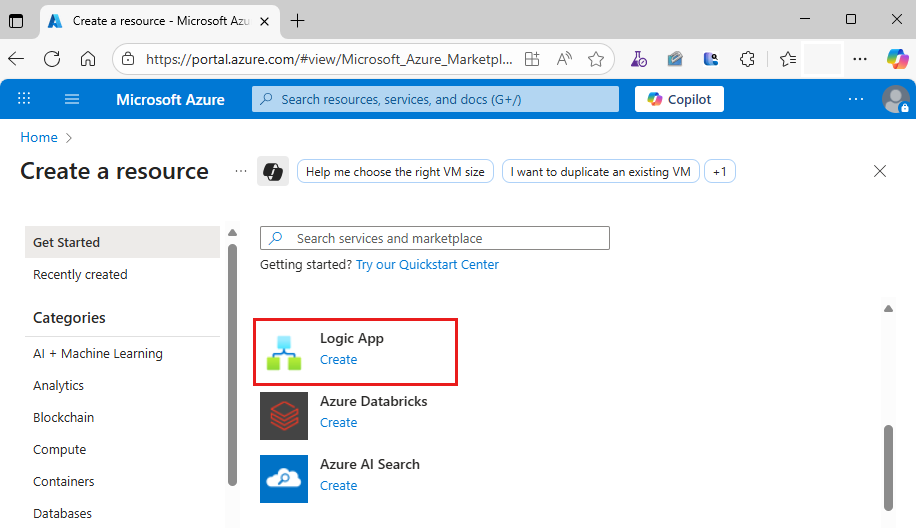 Create a resource - Microsoft Azu
https://portal.azure.com/#view/Microsoft_Azure_Marketpl...
Microsoft Azure
Search resources, services, and docs (G+/)
Copilot
Home
Create a resource
Help me choose the right VM size
I want to duplicate an existing VM
+1
Get Started
Recently created
Categories
AI + Machine Learning
Analytics
Blockchain
Compute
Containers
Databases
Search services and marketplace
Getting started? Try our Quickstart Center
Logic App
Create
Azure Databricks
Create
Azure AI Search
Create